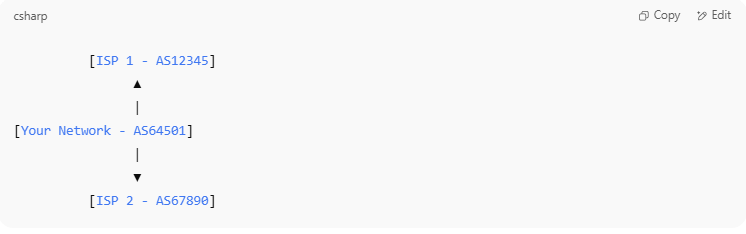 csharp
Copy Edit
[ISP 1 - AS12345]
▲
|
[Your Network - AS64501]
|
▼
[ISP 2 - AS67890]